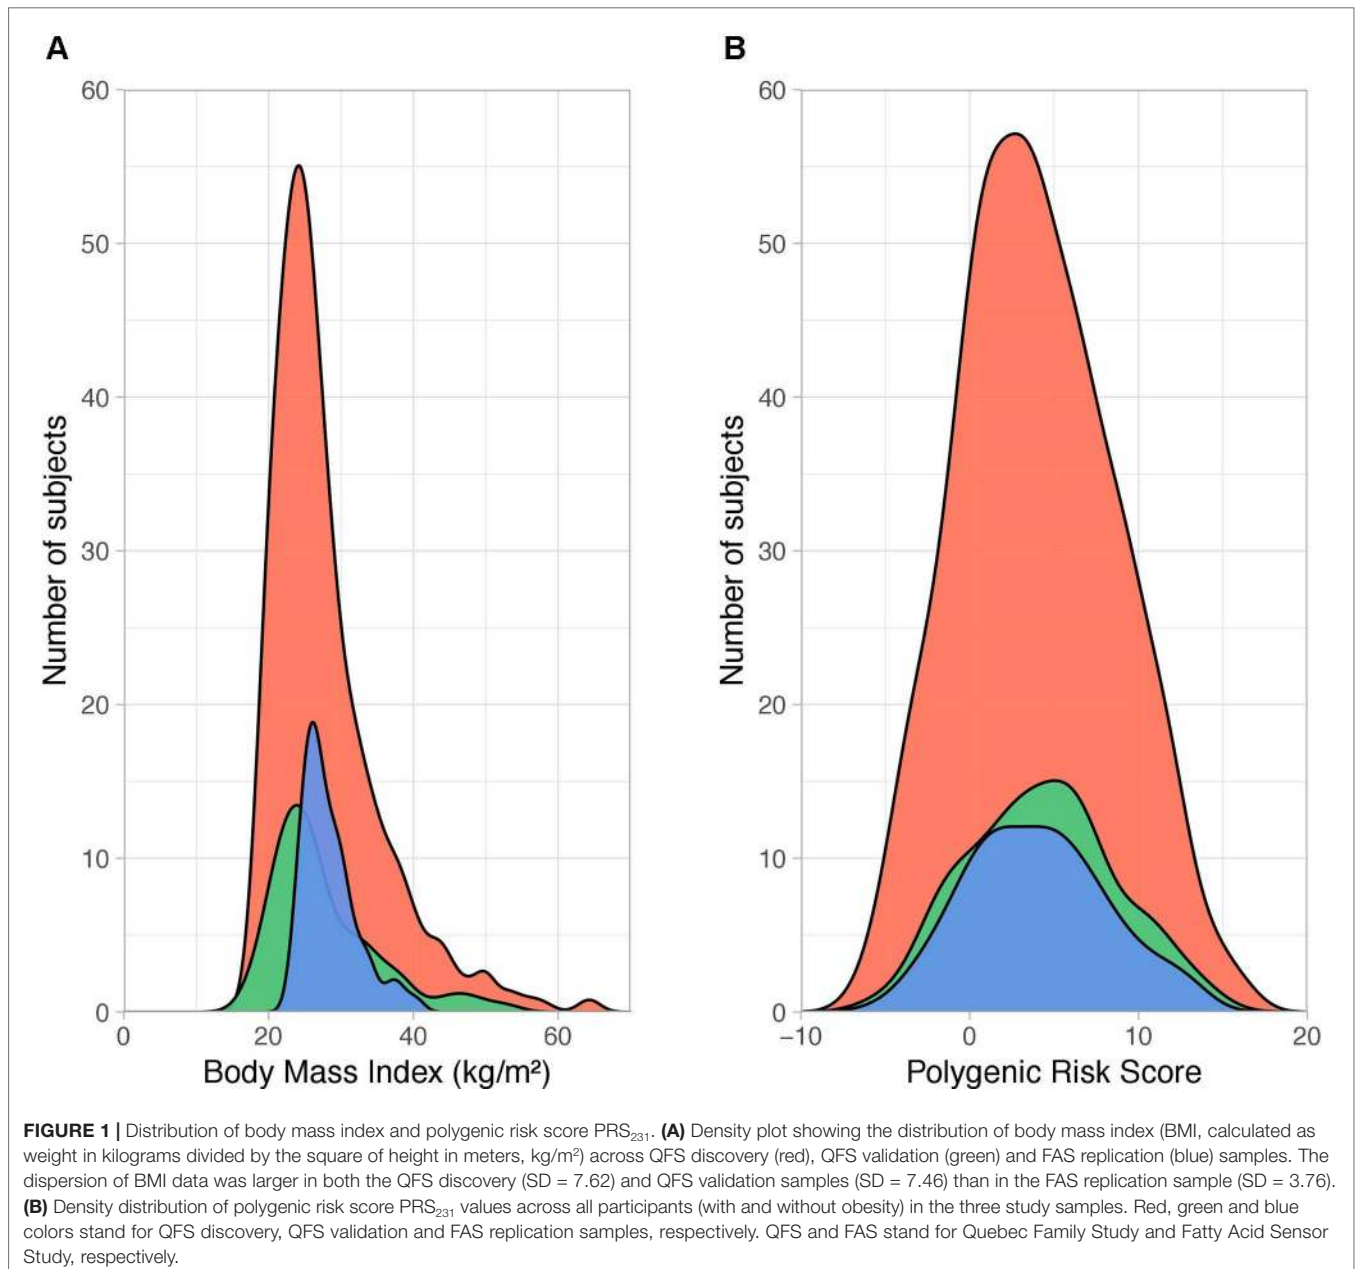 A
B
60
50
40
30
20
10
0
Number of subjects
0 20 40 60
Body Mass Index (kg/m²)
60
50
40
30
20
10
0
Number of subjects
−10 0 10 20
Polygenic Risk Score
FIGURE 1 | Distribution of body mass index and polygenic risk score PRS₂₃₁. (A) Density plot showing the distribution of body mass index (BMI, calculated as
weight in kilograms divided by the square of height in meters, kg/m²) across QFS discovery (red), QFS validation (green) and FAS replication (blue) samples. The
dispersion of BMI data was larger in both the QFS discovery (SD = 7.62) and QFS validation samples (SD = 7.46) than in the FAS replication sample (SD = 3.76).
(B) Density distribution of polygenic risk score PRS₂₃₁ values across all participants (with and without obesity) in the three study samples. Red, green and blue
colors stand for QFS discovery, QFS validation and FAS replication samples, respectively. QFS and FAS stand for Quebec Family Study and Fatty Acid Sensor
Study, respectively.